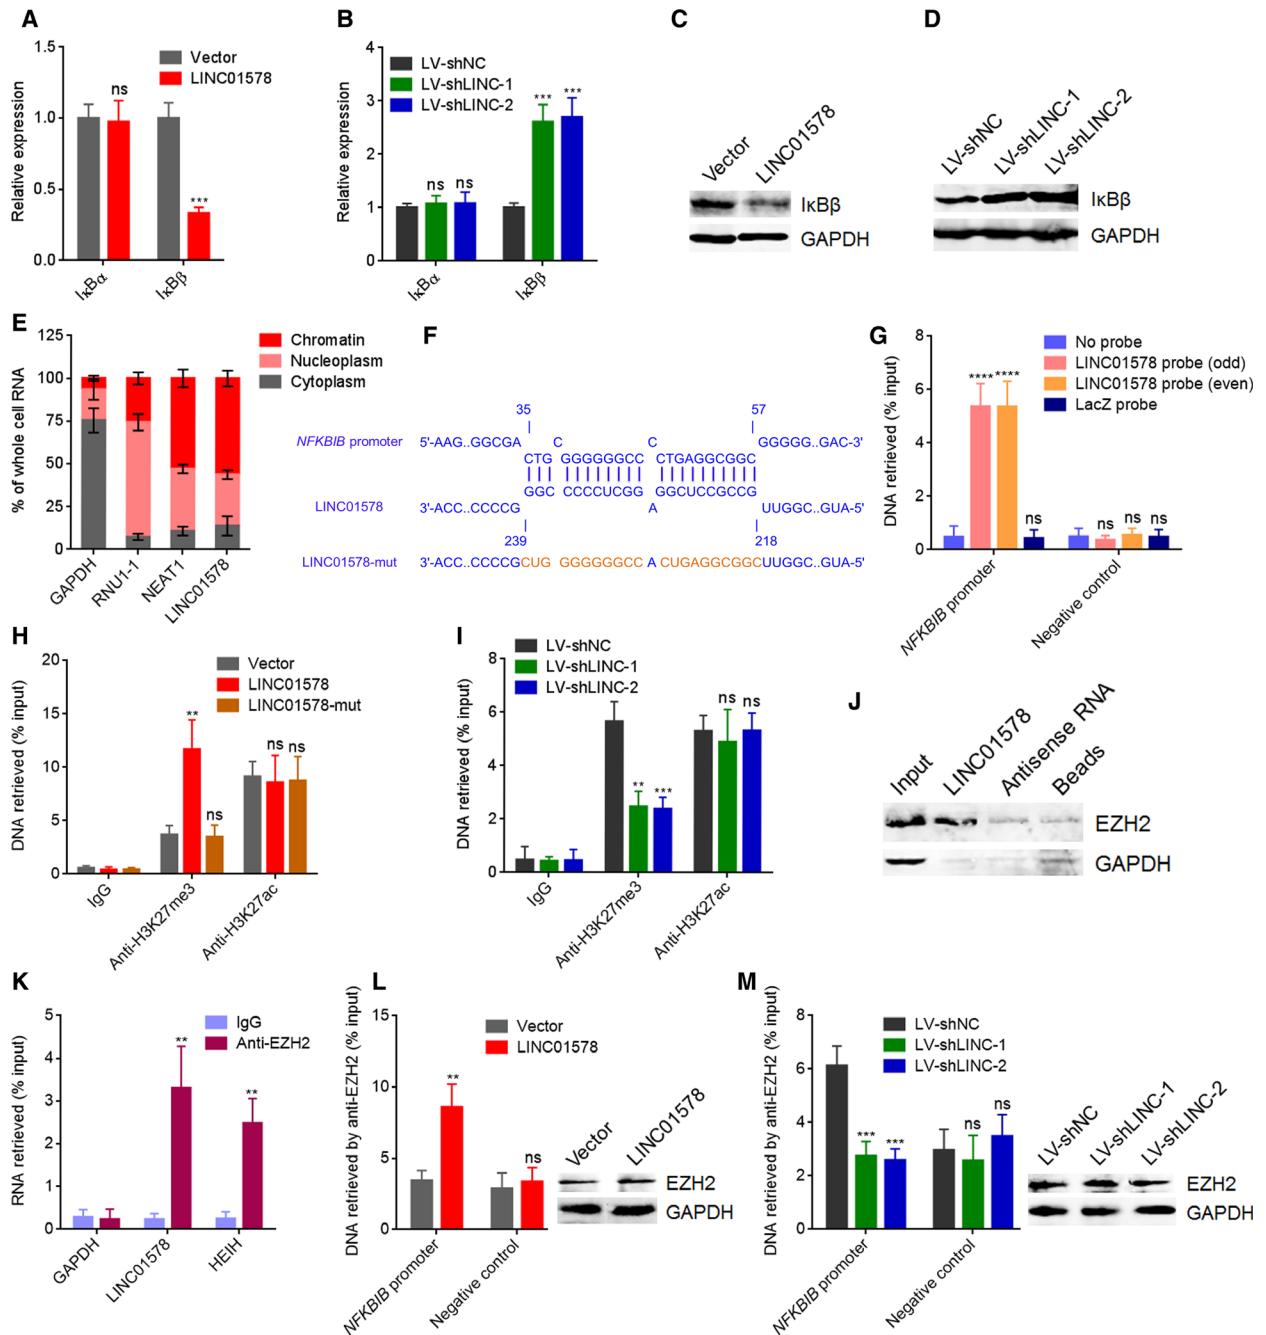 A
Relative expression
1.5
1.0
0.5
0.0
Vector
LINC01578
ns
***
IκBα
IκBβ
B
Relative expression
4
3
2
1
0
LV-shNC
LV-shLINC-1
LV-shLINC-2
ns
ns
***
***
IκBα
IκBβ
C
Vector
LINC01578
IκBβ
GAPDH
D
LV-shNC
LV-shLINC-1
LV-shLINC-2
IκBβ
GAPDH
E
% of whole cell RNA
125
100
75
50
25
0
Chromatin
Nucleoplasm
Cytoplasm
GAPDH
RNU1-1
NEAT1
LINC01578
F
35
57
NFKBIB promoter
5'-AAG..GGCGA
C
C
GGGGG..GAC-3'
CTG GGGGGGGCC CTGAGGCGGC
GGC CCCCUCGG GGCUCCGCCG
LINC01578
3'-ACC..CCCCG
A
UUGGC..GUA-5'
239
218
LINC01578-mut
3'-ACC..CCCCGCUG GGGGGGCC A CUGAGGCGGCUUGGC..GUA-5'
G
DNA retrieved (% input)
8
6
4
2
0
No probe
LINC01578 probe (odd)
LINC01578 probe (even)
LacZ probe
****
****
ns
ns
ns
ns
NFKBIB promoter
Negative control
H
DNA retrieved (% input)
20
15
10
5
0
Vector
LINC01578
LINC01578-mut
**
ns
ns
ns
IgG
Anti-H3K27me3
Anti-H3K27ac
I
DNA retrieved (% input)
8
6
4
2
0
LV-shNC
LV-shLINC-1
LV-shLINC-2
**
***
ns
ns
IgG
Anti-H3K27me3
Anti-H3K27ac
J
Input
LINC01578
Antisense RNA
Beads
EZH2
GAPDH
K
RNA retrieved (% input)
5
4
3
2
1
0
IgG
Anti-EZH2
**
**
GAPDH
LINC01578
HEIH
L
DNA retrieved by anti-EZH2 (% input)
15
10
5
0
Vector
LINC01578
**
ns
NFKBIB promoter
Negative control
Vector
LINC01578
EZH2
GAPDH
M
DNA retrieved by anti-EZH2 (% input)
8
6
4
2
0
LV-shNC
LV-shLINC-1
LV-shLINC-2
***
***
ns
ns
NFKBIB promoter
Negative control
LV-shNC
LV-shLINC-1
LV-shLINC-2
EZH2
GAPDH